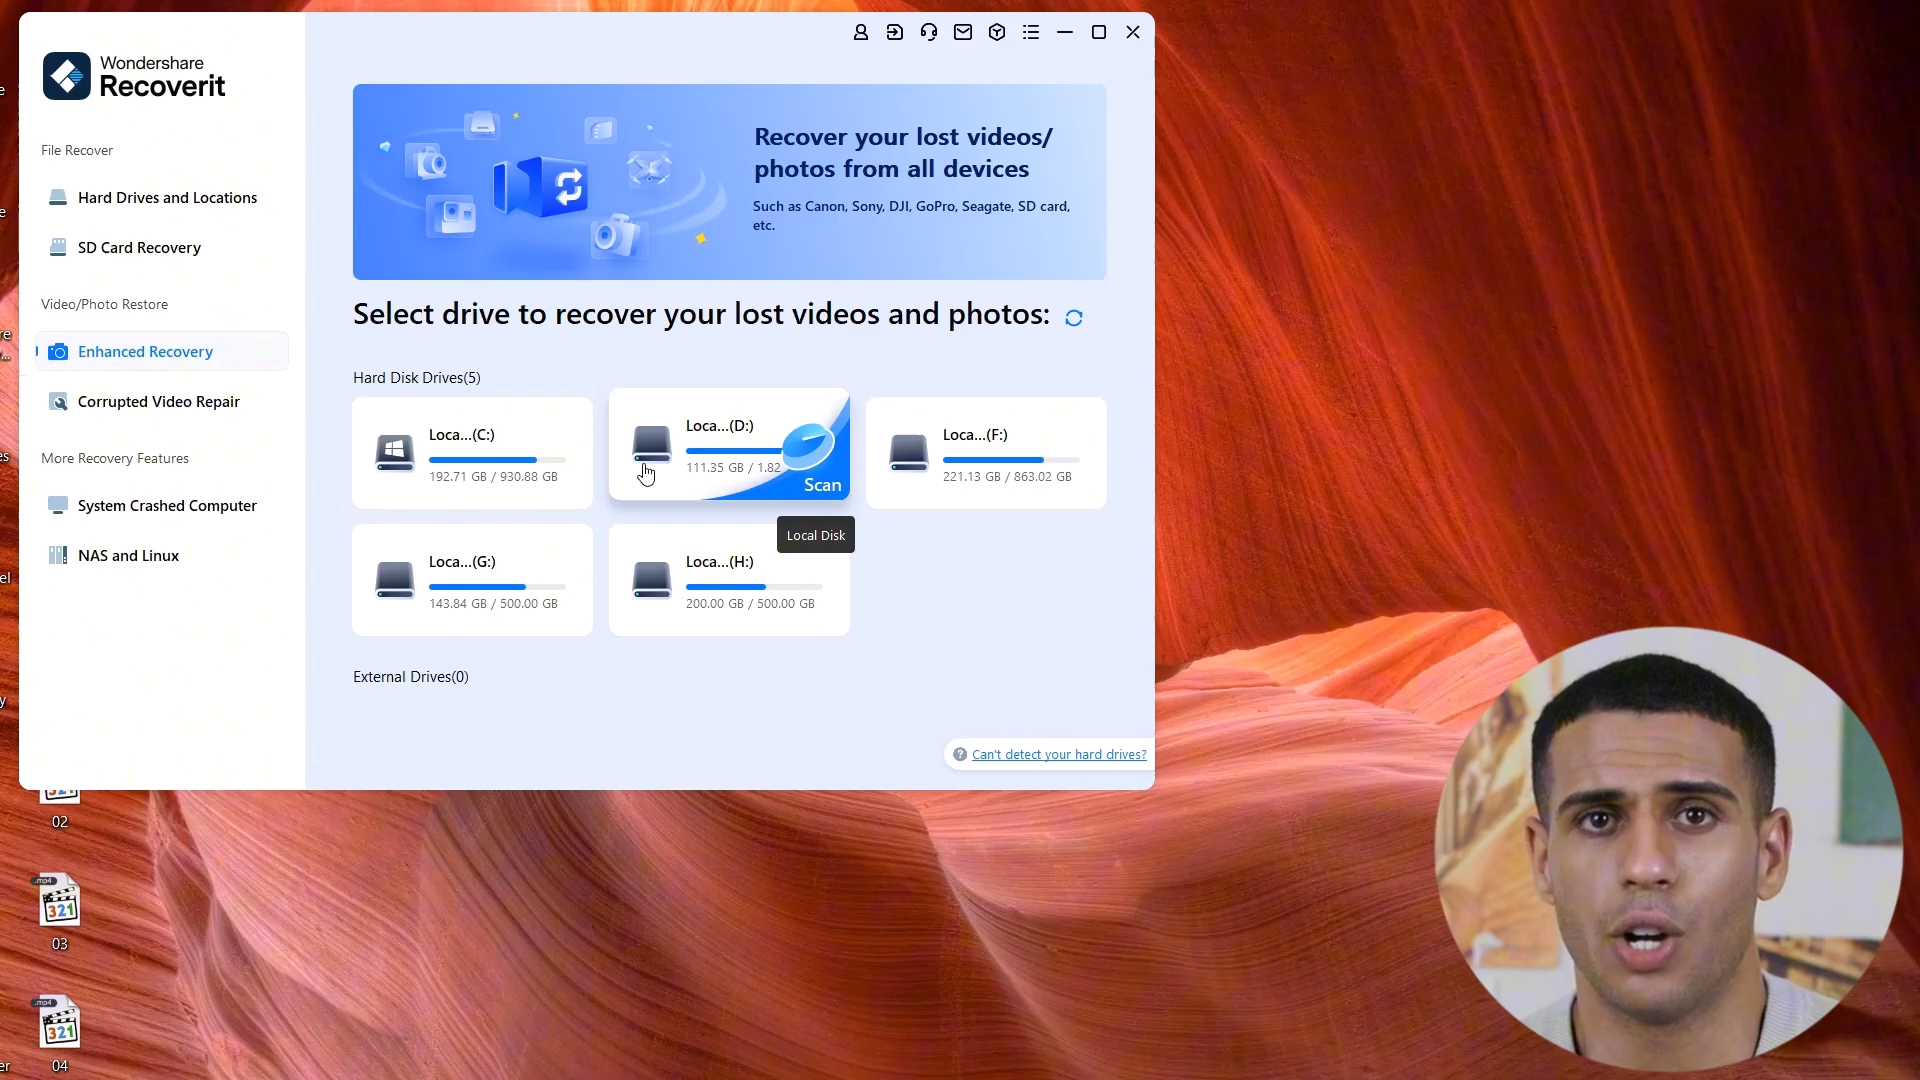 Wondershare
Recoverit
File Recover
Hard Drives and Locations
SD Card Recovery
Video/Photo Restore
Enhanced Recovery
Corrupted Video Repair
More Recovery Features
System Crashed Computer
NAS and Linux
Recover your lost videos/
photos from all devices
Such as Canon, Sony, DJI, GoPro, Seagate, SD card,
etc.
Select drive to recover your lost videos and photos:
Hard Disk Drives(5)
Loca...(C:)
192.71 GB / 930.88 GB
Loca...(D:)
111.35 GB / 1.82
Scan
Loca...(F:)
221.13 GB / 863.02 GB
Local Disk
Loca...(G:)
143.84 GB / 500.00 GB
Loca...(H:)
200.00 GB / 500.00 GB
External Drives(0)
Can't detect your hard drives?
02
.mp4
321
03
.mp4
321
04